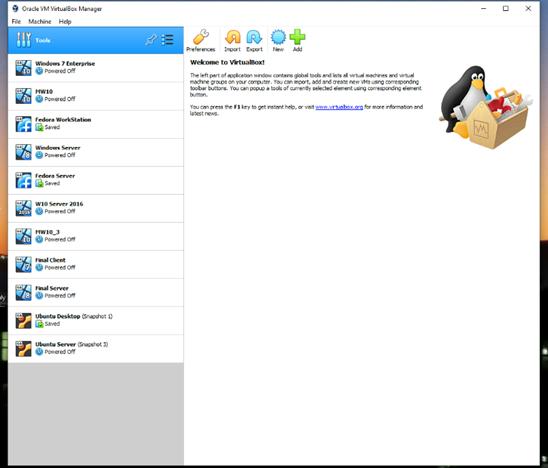 Oracle VM VirtualBox Manager
File Machine Help
Tools
Preferences Import Export New Add
Welcome to VirtualBox!
The left part of application window contains global tools and lists all virtual machines and virtual
machine groups on your computer. You can import, add and create new VMs using corresponding
toolbar buttons. You can popup a tools of currently selected element using corresponding element
button.
You can press the F1 key to get instant help, or visit www.virtualbox.org for more information and
latest news.
Windows 7 Enterprise
Powered Off
MW10
Powered Off
Fedora WorkStation
Saved
Windows Server
Powered Off
Fedora Server
Saved
W10 Server 2016
Powered Off
MW10_3
Powered Off
Final Client
Powered Off
Final Server
Powered Off
Ubuntu Desktop (Snapshot 1)
Saved
Ubuntu Server (Snapshot 3)
Powered Off